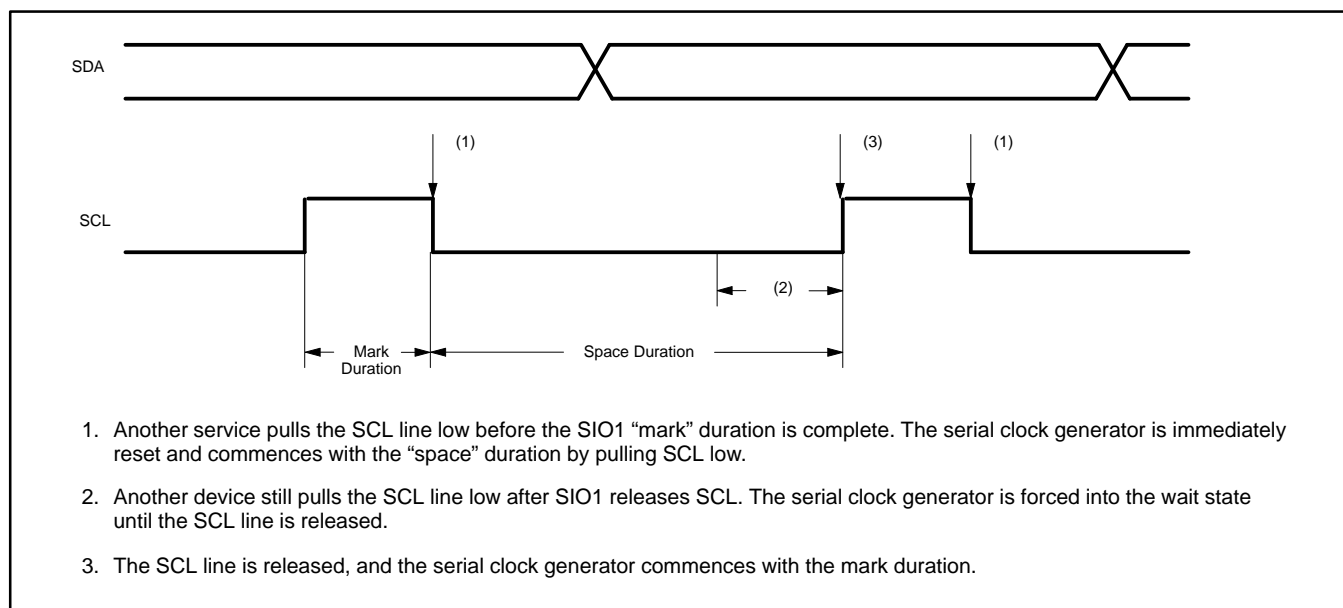 SDA
(1)
(3)
(1)
SCL
(2)
Mark
Duration
Space Duration
1. Another service pulls the SCL line low before the SIO1 “mark” duration is complete. The serial clock generator is immediately
reset and commences with the “space” duration by pulling SCL low.
2. Another device still pulls the SCL line low after SIO1 releases SCL. The serial clock generator is forced into the wait state
until the SCL line is released.
3. The SCL line is released, and the serial clock generator commences with the mark duration.